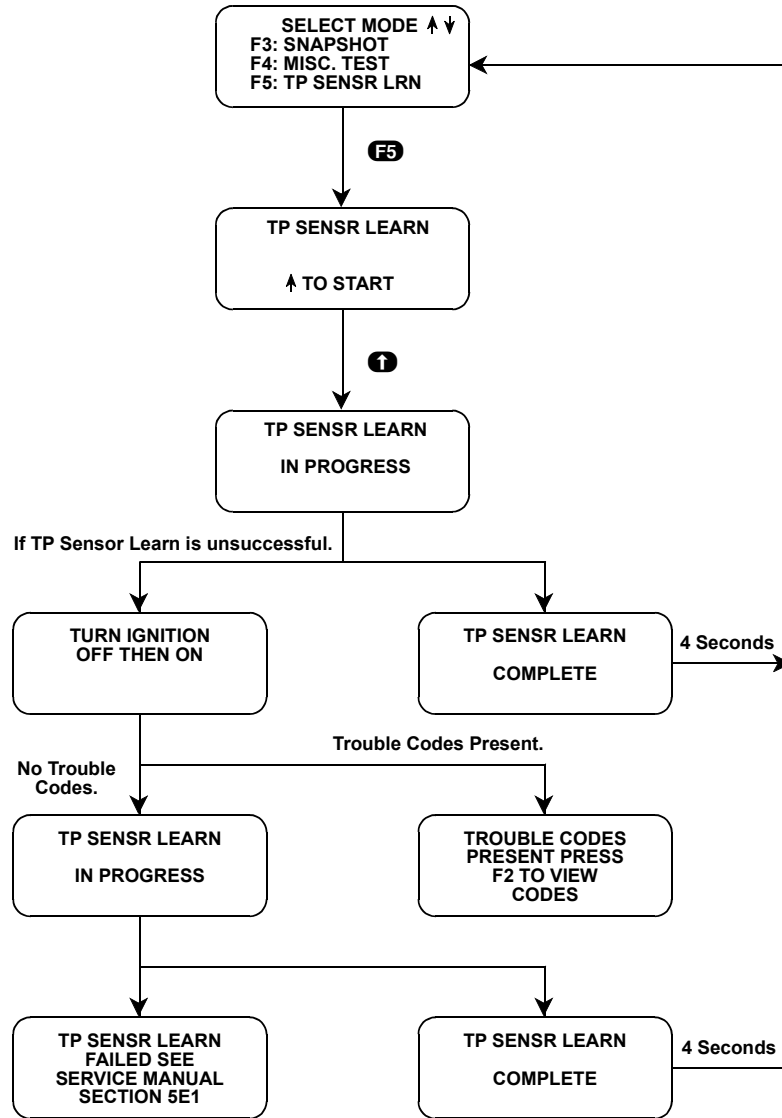 SELECT MODE
F3: SNAPSHOT
F4: MISC. TEST
F5: TP SENSR LRN
F5
TP SENSR LEARN
TO START
TP SENSR LEARN
IN PROGRESS
If TP Sensor Learn is unsuccessful.
TURN IGNITION
OFF THEN ON
TP SENSR LEARN
COMPLETE
4 Seconds
Trouble Codes Present.
No Trouble
Codes.
TP SENSR LEARN
IN PROGRESS
TROUBLE CODES
PRESENT PRESS
F2 TO VIEW
CODES
TP SENSR LEARN
FAILED SEE
SERVICE MANUAL
SECTION 5E1
TP SENSR LEARN
COMPLETE
4 Seconds